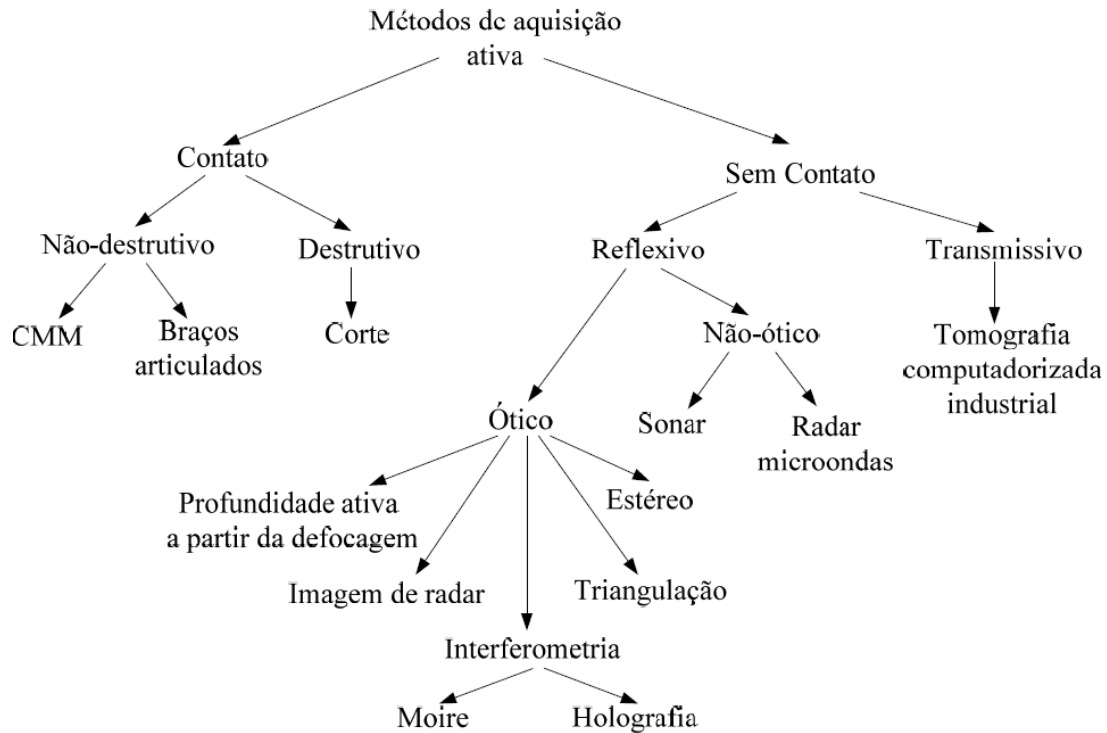 Métodos de aquisição
ativa
Contato
Sem Contato
Não-destrutivo
Destrutivo
Reflexivo
Transmissivo
CMM
Braços
articulados
Corte
Não-ótico
Tomografia
computadorizada
industrial
Ótico
Sonar
Radar
microondas
Profundidade ativa
a partir da defocagem
Estéreo
Imagem de radar
Triangulação
Interferometria
Moire
Holografia